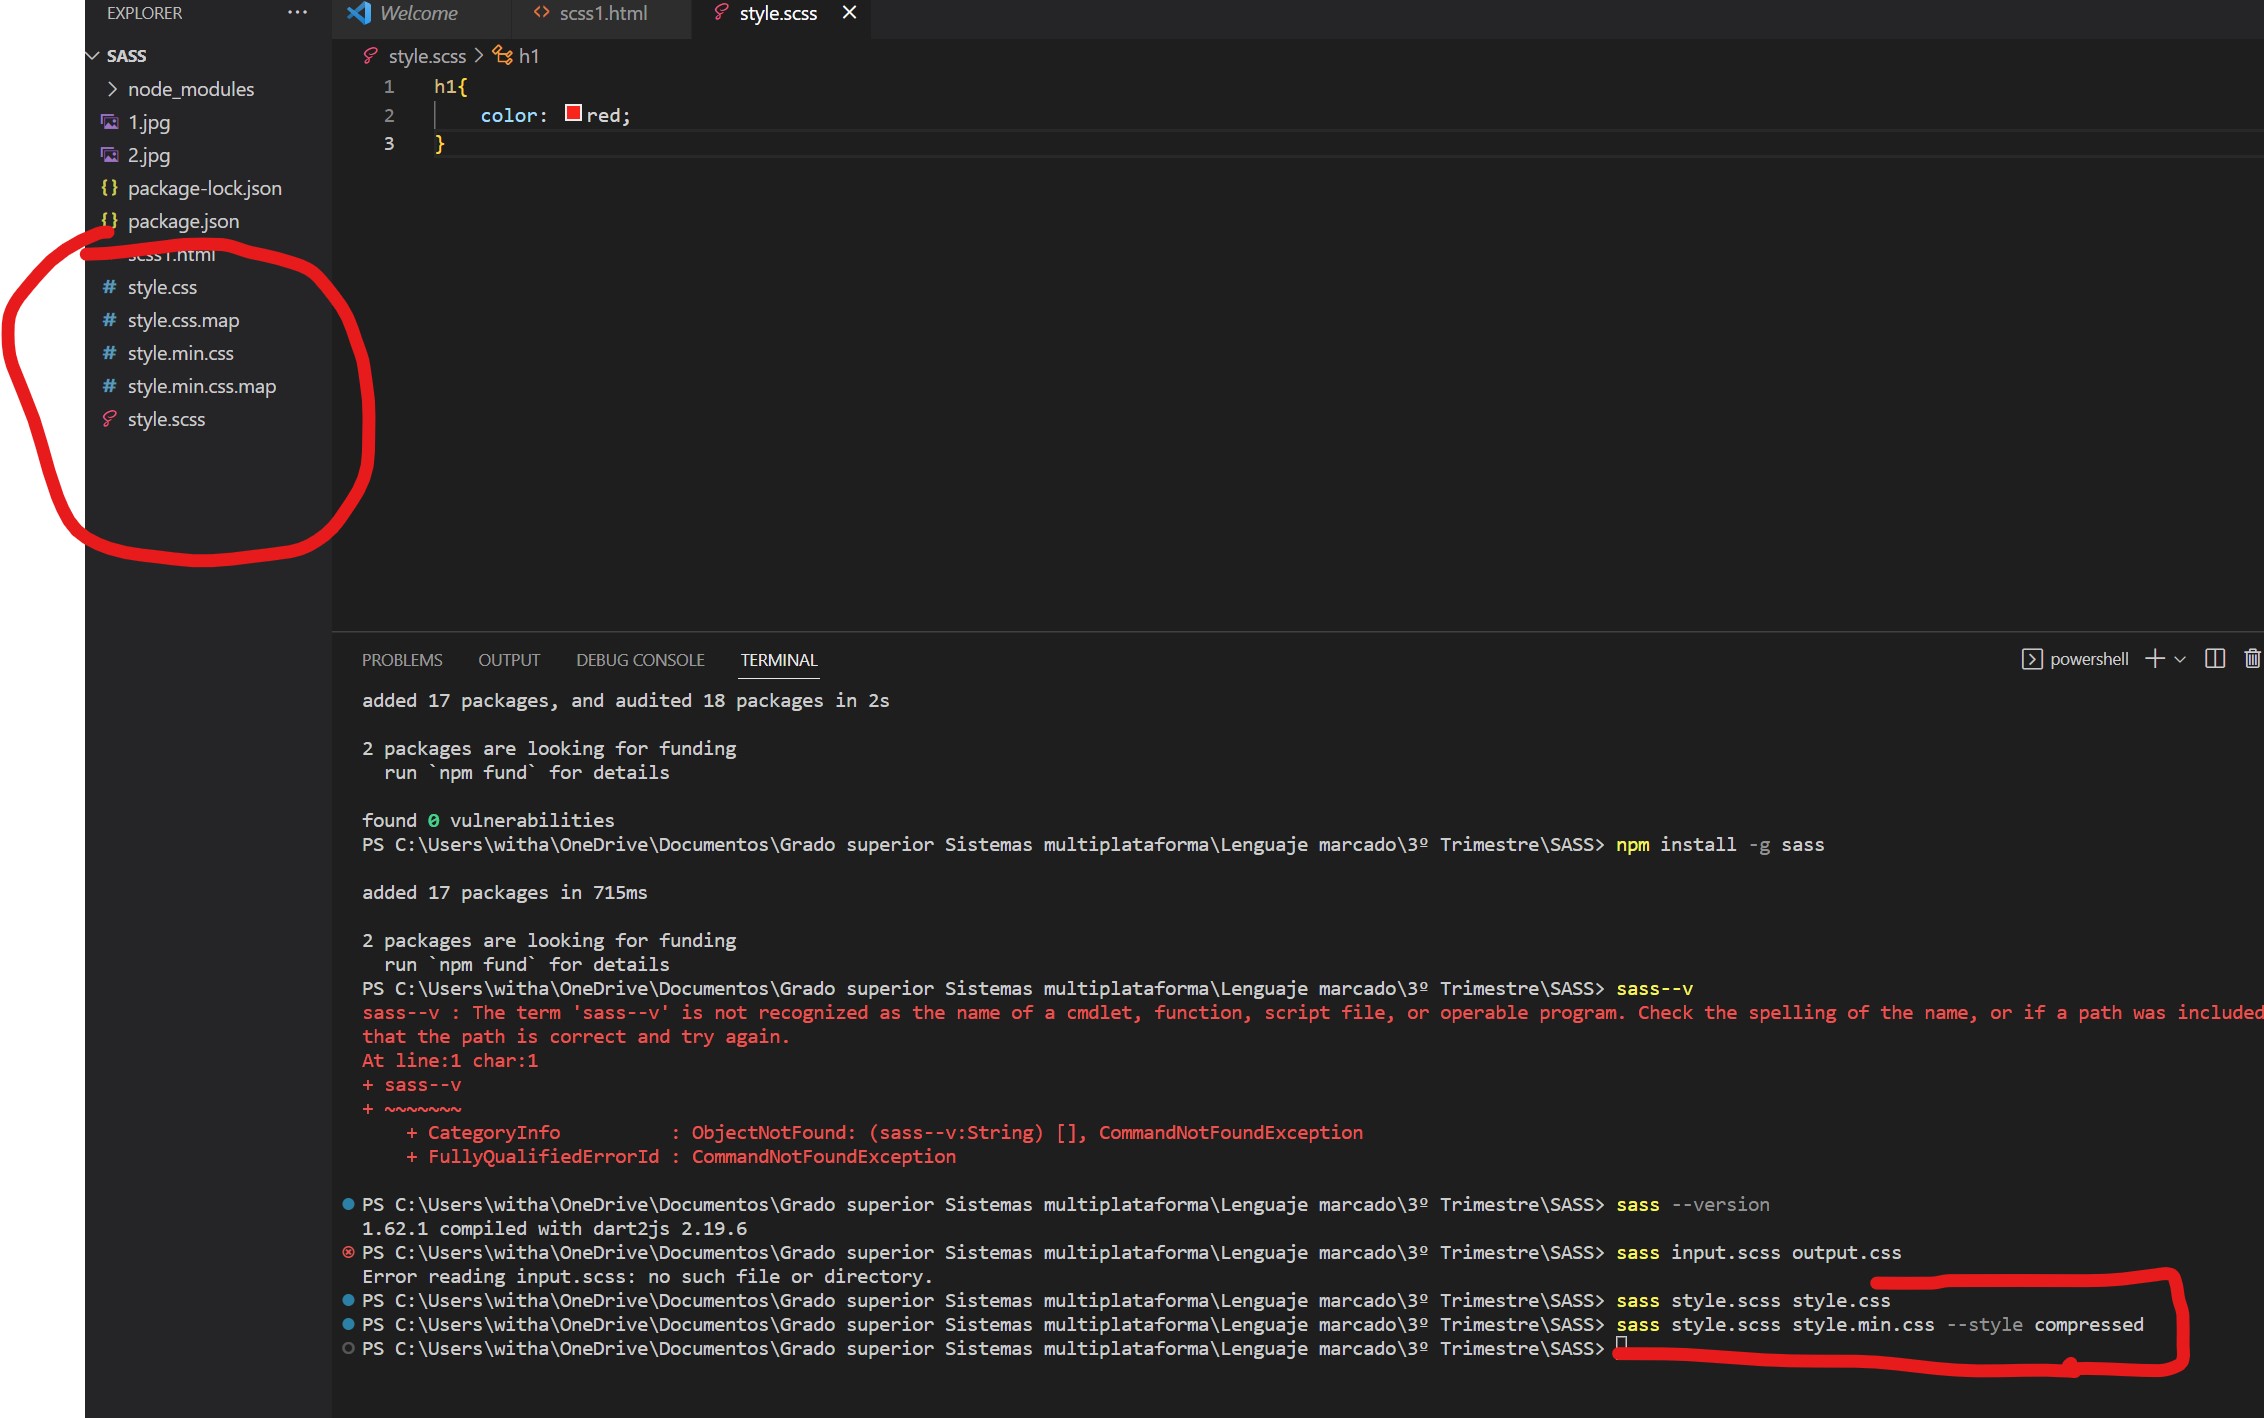 EXPLORER
Welcome
scss1.html
style.scss
SASS
node_modules
1.jpg
2.jpg
package-lock.json
package.json
scss1.html
style.css
style.css.map
style.min.css
style.min.css.map
style.scss
style.scss > h1
1 h1{
2 color: red;
3 }
PROBLEMS OUTPUT DEBUG CONSOLE TERMINAL
powershell
added 17 packages, and audited 18 packages in 2s
2 packages are looking for funding
run `npm fund` for details
found 0 vulnerabilities
PS C:\Users\witha\OneDrive\Documentos\Grado superior Sistemas multiplataforma\Lenguaje marcado\3º Trimestre\SASS> npm install -g sass
added 17 packages in 715ms
2 packages are looking for funding
run `npm fund` for details
PS C:\Users\witha\OneDrive\Documentos\Grado superior Sistemas multiplataforma\Lenguaje marcado\3º Trimestre\SASS> sass--v
sass--v : The term 'sass--v' is not recognized as the name of a cmdlet, function, script file, or operable program. Check the spelling of the name, or if a path was included
that the path is correct and try again.
At line:1 char:1
+ sass--v
+ ~~~~~~~
+ CategoryInfo : ObjectNotFound: (sass--v:String) [], CommandNotFoundException
+ FullyQualifiedErrorId : CommandNotFoundException
PS C:\Users\witha\OneDrive\Documentos\Grado superior Sistemas multiplataforma\Lenguaje marcado\3º Trimestre\SASS> sass --version
1.62.1 compiled with dart2js 2.19.6
PS C:\Users\witha\OneDrive\Documentos\Grado superior Sistemas multiplataforma\Lenguaje marcado\3º Trimestre\SASS> sass input.scss output.css
Error reading input.scss: no such file or directory.
PS C:\Users\witha\OneDrive\Documentos\Grado superior Sistemas multiplataforma\Lenguaje marcado\3º Trimestre\SASS> sass style.scss style.css
PS C:\Users\witha\OneDrive\Documentos\Grado superior Sistemas multiplataforma\Lenguaje marcado\3º Trimestre\SASS> sass style.scss style.min.css --style compressed
PS C:\Users\witha\OneDrive\Documentos\Grado superior Sistemas multiplataforma\Lenguaje marcado\3º Trimestre\SASS>